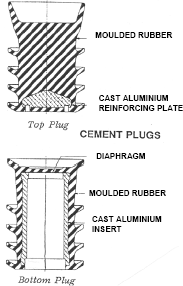 MOULDED RUBBER
CAST ALUMINIUM
REINFORCING PLATE
Top Plug
CEMENT PLUGS
DIAPHRAGM
MOULDED RUBBER
CAST ALUMINIUM
INSERT
Bottom Plug